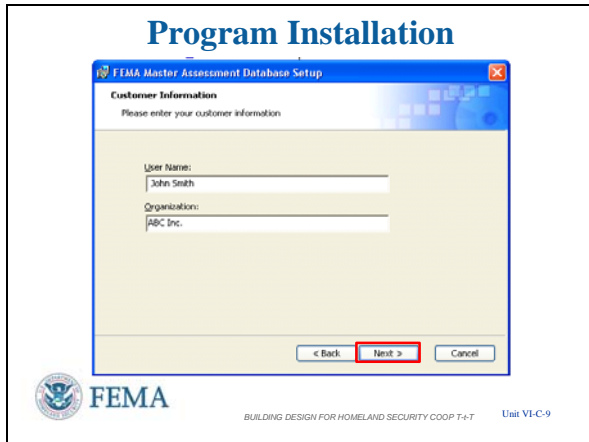 Program Installation
FEMA Master Assessment Database Setup
Customer Information
Please enter your customer information
User Name:
John Smith
Organization:
ABC Inc.
< Back
Next >
Cancel
FEMA
BUILDING DESIGN FOR HOMELAND SECURITY COOP T-t-T
Unit VI-C-9